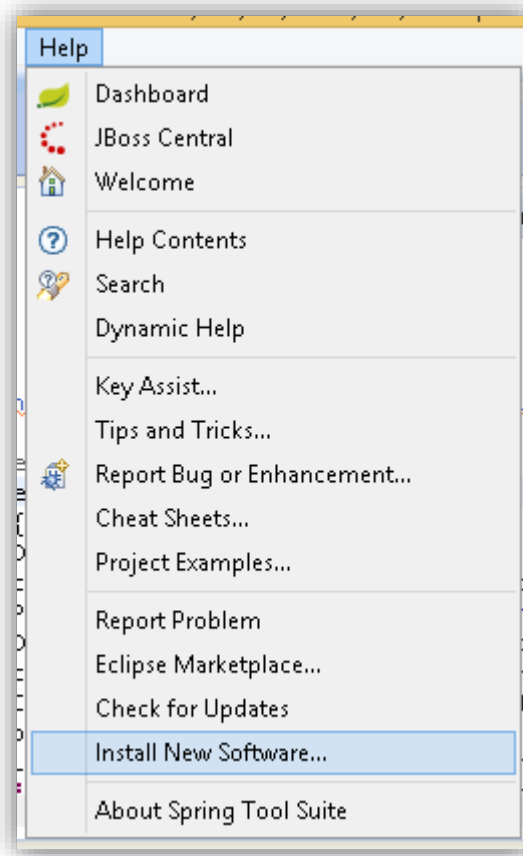 Help
Dashboard
JBoss Central
Welcome
Help Contents
Search
Dynamic Help
Key Assist...
Tips and Tricks...
Report Bug or Enhancement...
Cheat Sheets...
Project Examples...
Report Problem
Eclipse Marketplace...
Check for Updates
Install New Software...
About Spring Tool Suite